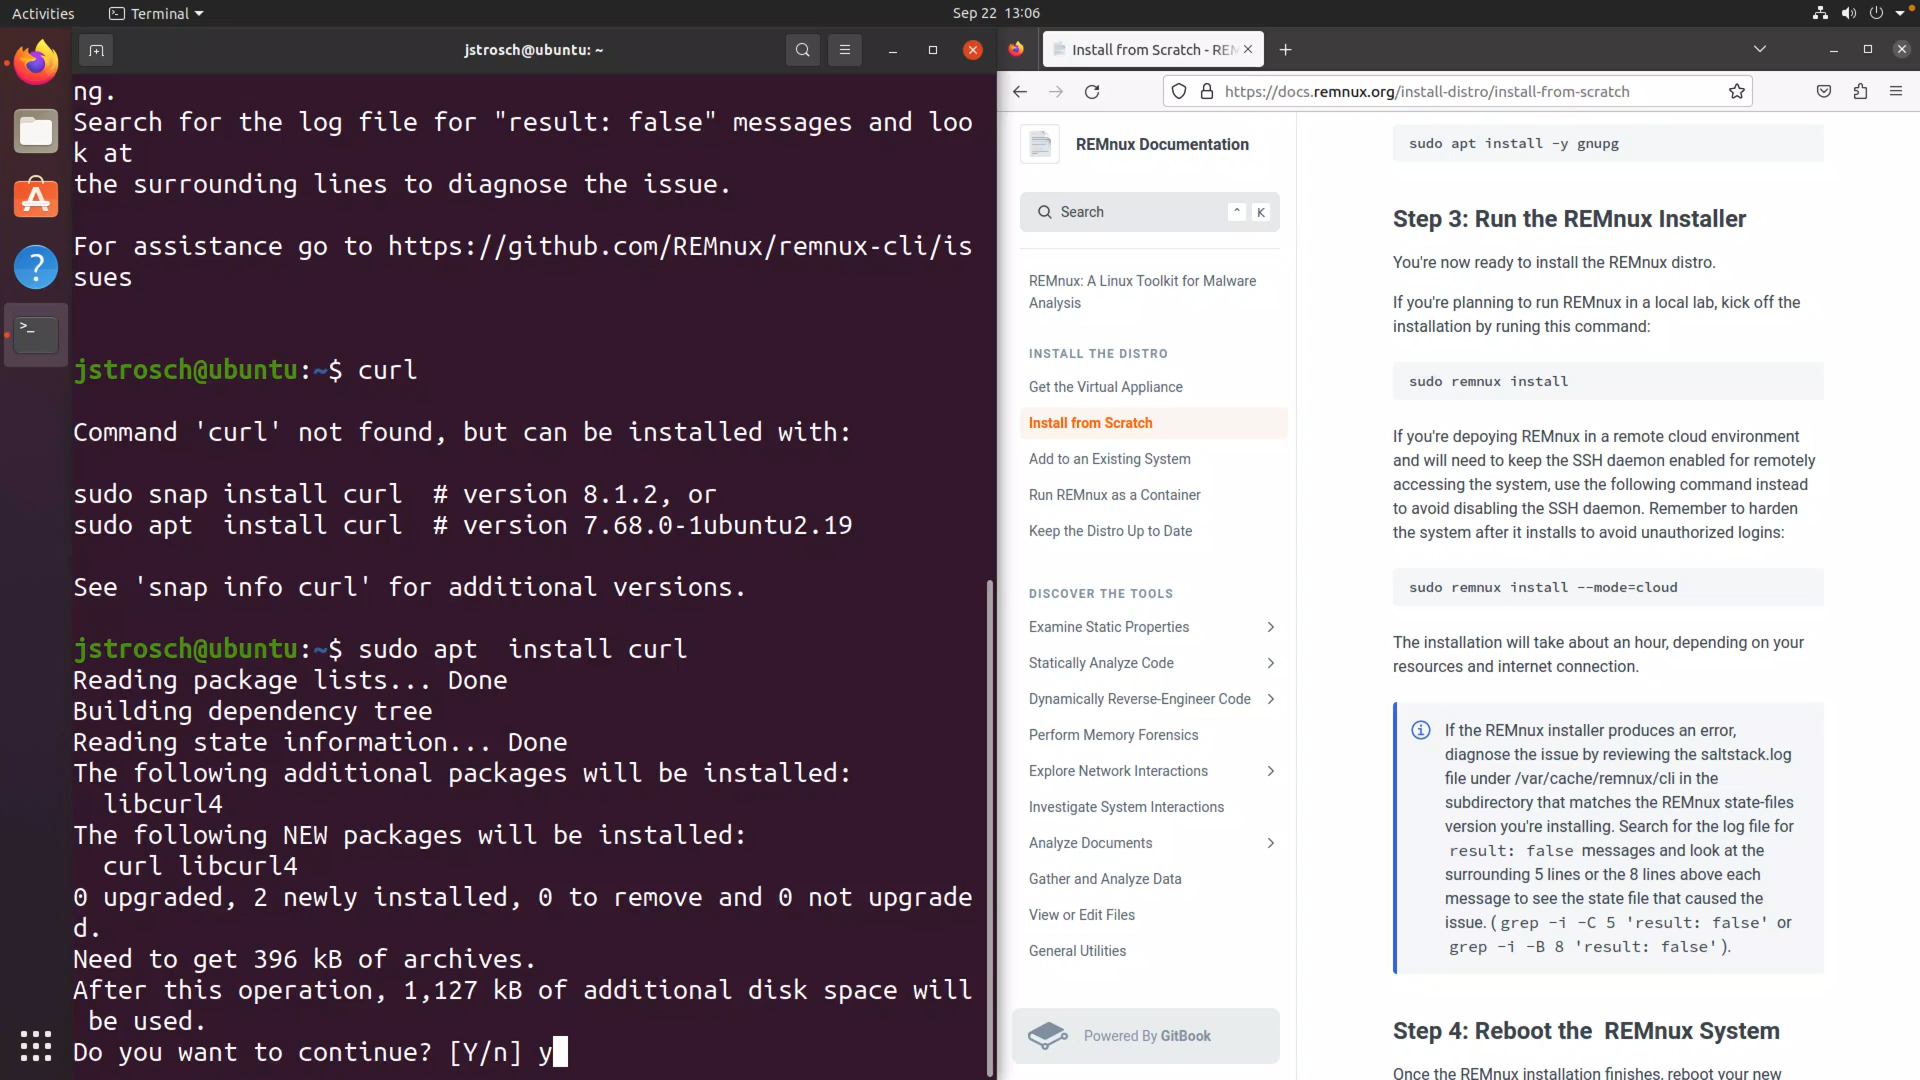 Activities
Terminal
Sep 22 13:06
jstrosch@ubuntu: ~
ng.
Search for the log file for "result: false" messages and loo
k at
the surrounding lines to diagnose the issue.
For assistance go to https://github.com/REMnux/remnux-cli/is
sues
jstrosch@ubuntu:~$ curl
Command 'curl' not found, but can be installed with:
sudo snap install curl  # version 8.1.2, or
sudo apt  install curl  # version 7.68.0-1ubuntu2.19
See 'snap info curl' for additional versions.
jstrosch@ubuntu:~$ sudo apt  install curl
Reading package lists... Done
Building dependency tree
Reading state information... Done
The following additional packages will be installed:
  libcurl4
The following NEW packages will be installed:
  curl libcurl4
0 upgraded, 2 newly installed, 0 to remove and 0 not upgrade
d.
Need to get 396 kB of archives.
After this operation, 1,127 kB of additional disk space will
 be used.
Do you want to continue? [Y/n] y
Install from Scratch - REM
https://docs.remnux.org/install-distro/install-from-scratch
REMnux Documentation
Search
^ K
REMnux: A Linux Toolkit for Malware
Analysis
INSTALL THE DISTRO
Get the Virtual Appliance
Install from Scratch
Add to an Existing System
Run REMnux as a Container
Keep the Distro Up to Date
DISCOVER THE TOOLS
Examine Static Properties
Statically Analyze Code
Dynamically Reverse-Engineer Code
Perform Memory Forensics
Explore Network Interactions
Investigate System Interactions
Analyze Documents
Gather and Analyze Data
View or Edit Files
General Utilities
Powered By GitBook
sudo apt install -y gnupg
Step 3: Run the REMnux Installer
You're now ready to install the REMnux distro.
If you're planning to run REMnux in a local lab, kick off the
installation by runing this command:
sudo remnux install
If you're depoying REMnux in a remote cloud environment
and will need to keep the SSH daemon enabled for remotely
accessing the system, use the following command instead
to avoid disabling the SSH daemon. Remember to harden
the system after it installs to avoid unauthorized logins:
sudo remnux install --mode=cloud
The installation will take about an hour, depending on your
resources and internet connection.
If the REMnux installer produces an error,
diagnose the issue by reviewing the saltstack.log
file under /var/cache/remnux/cli in the
subdirectory that matches the REMnux state-files
version you're installing. Search for the log file for
result: false messages and look at the
surrounding 5 lines or the 8 lines above each
message to see the state file that caused the
issue. ( grep -i -C 5 'result: false' or
grep -i -B 8 'result: false' ).
Step 4: Reboot the  REMnux System
Once the REMnux installation finishes, reboot your new